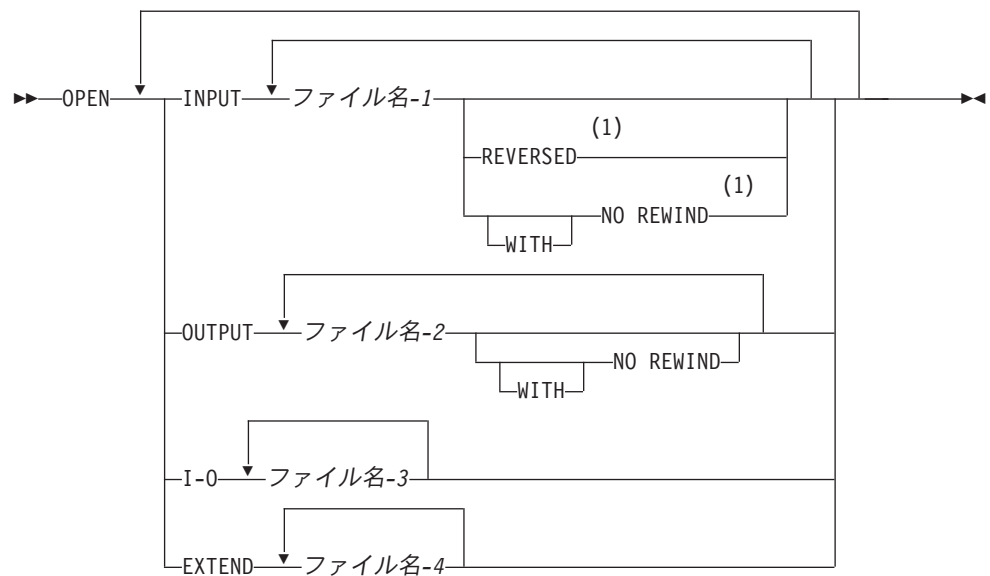 OPEN INPUT ファイル名-1
(1)
REVERSED
(1)
NO REWIND
WITH
OUTPUT ファイル名-2
NO REWIND
WITH
I-O ファイル名-3
EXTEND ファイル名-4